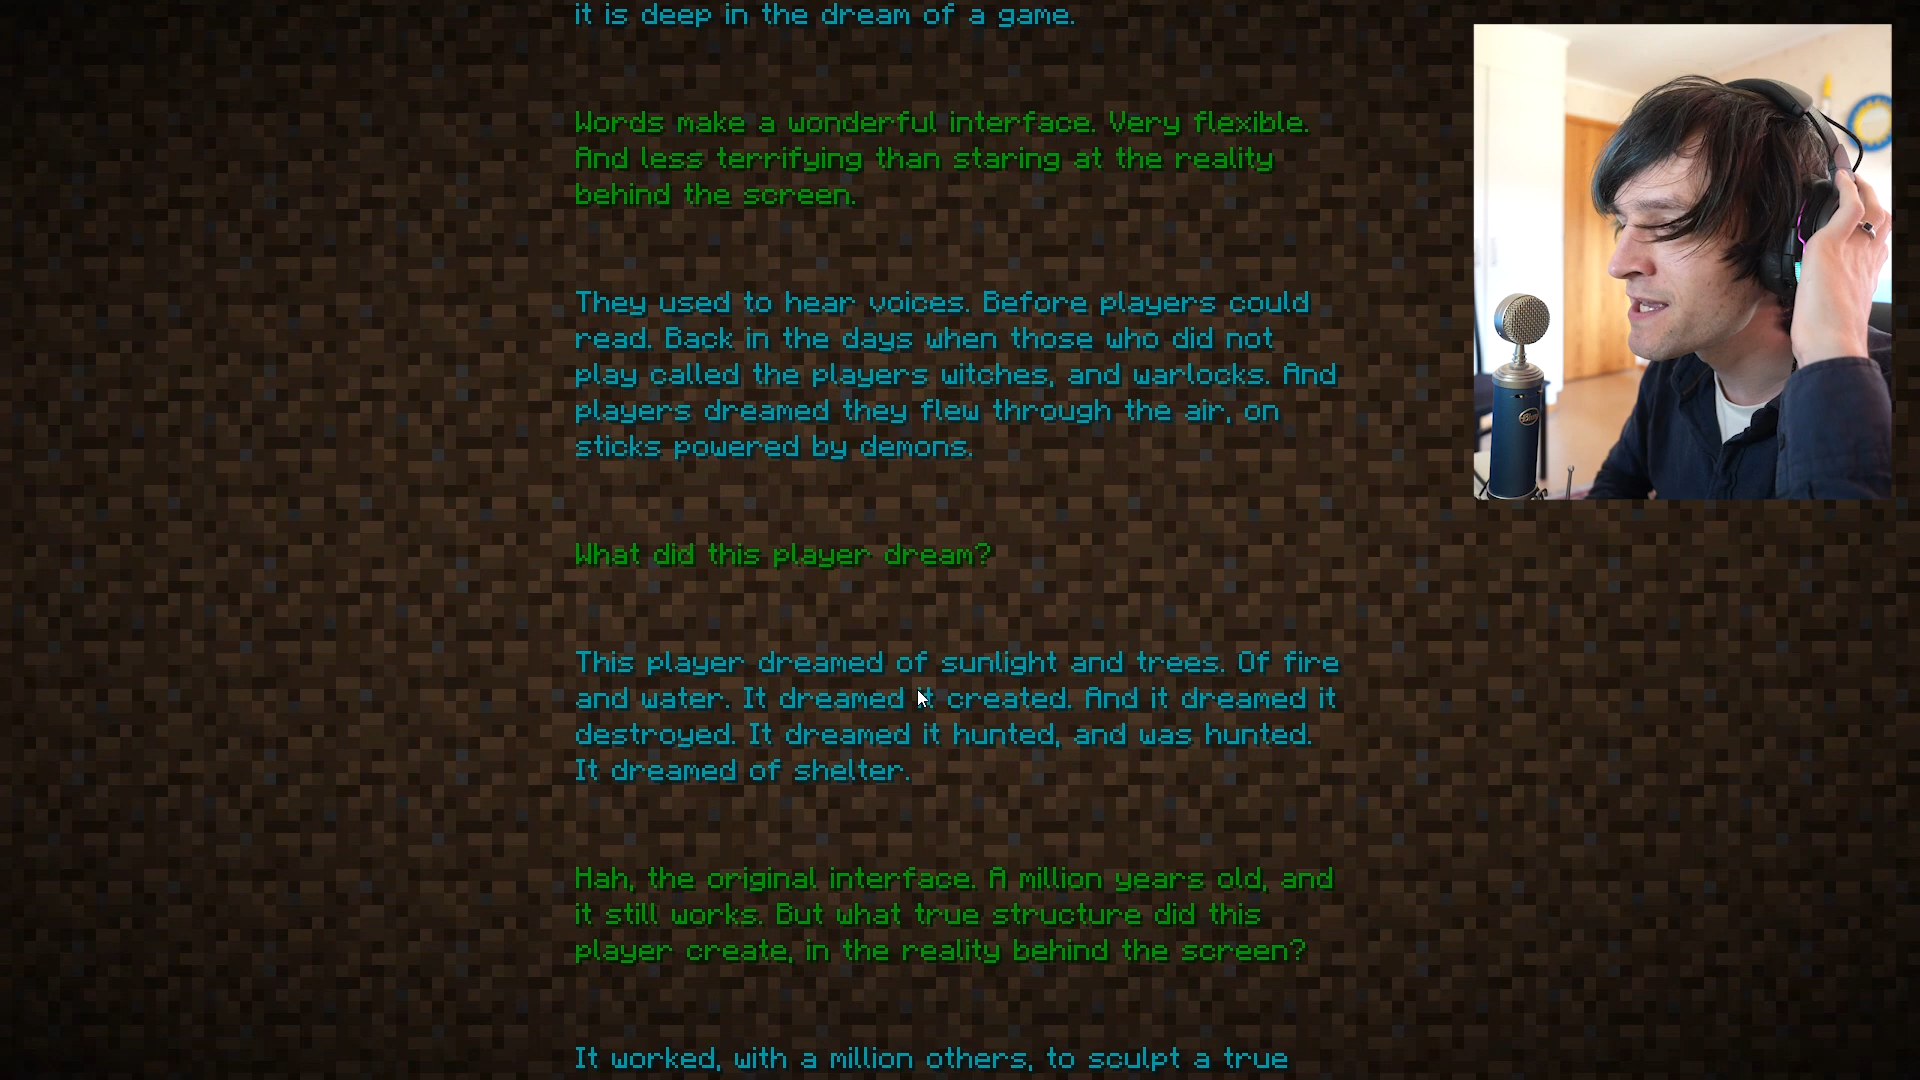 it is deep in the dream of a game.
Words make a wonderful interface. Very flexible.
And less terrifying than staring at the reality
behind the screen.
They used to hear voices. Before players could
read. Back in the days when those who did not
play called the players witches, and warlocks. And
players dreamed they flew through the air, on
sticks powered by demons.
What did this player dream?
This player dreamed of sunlight and trees. Of fire
and water. It dreamed it created. And it dreamed it
destroyed. It dreamed it hunted, and was hunted.
It dreamed of shelter.
Hah, the original interface. A million years old, and
it still works. But what true structure did this
player create, in the reality behind the screen?
It worked, with a million others, to sculpt a true